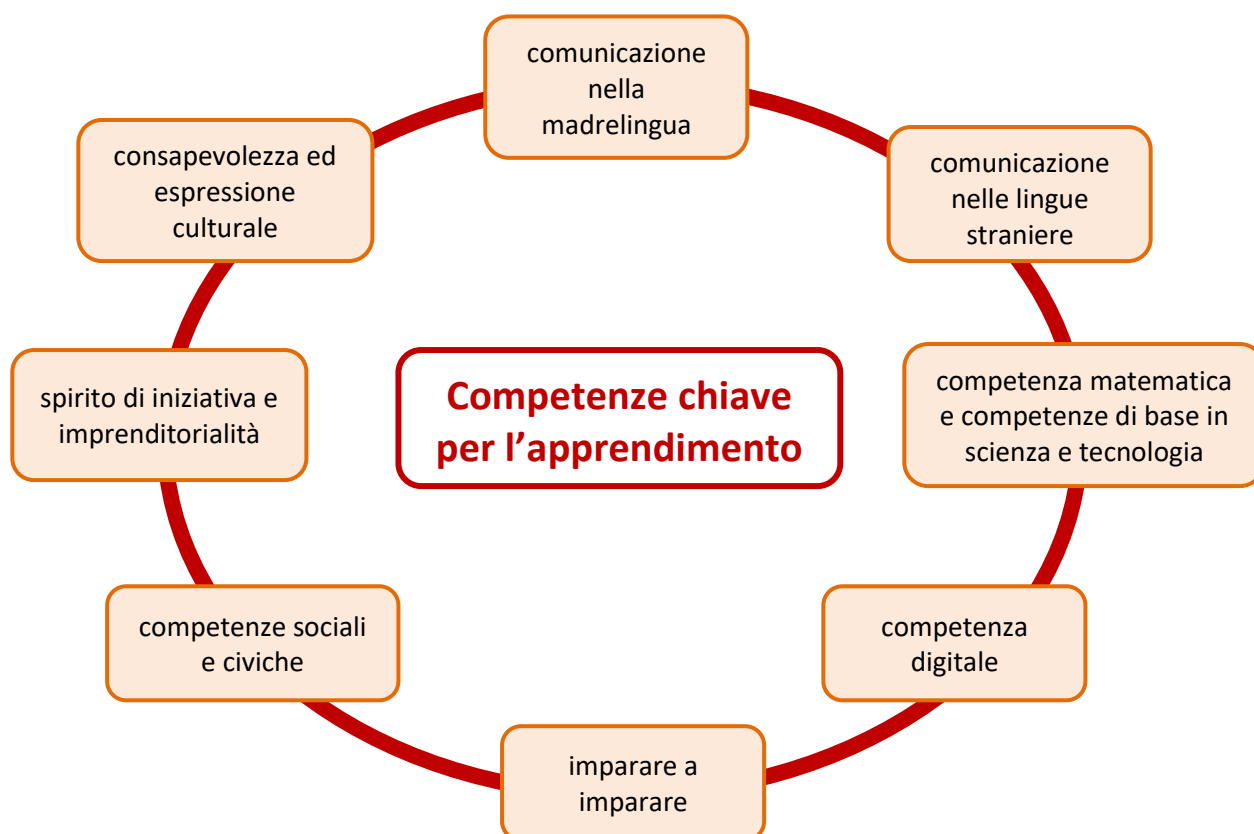 comunicazione
nella
madrelingua
comunicazione
nelle lingue
straniere
competenza matematica
e competenze di base in
scienza e tecnologia
competenza
digitale
imparare a
imparare
competenze sociali
e civiche
spirito di iniziativa e
imprenditorialità
consapevolezza ed
espressione
culturale
Competenze chiave
per l’apprendimento